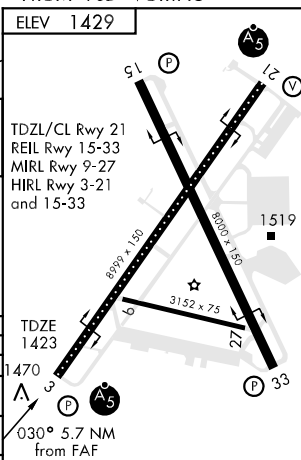 ELEV 1429
A5
15
P
21
V
TDZL/CL Rwy 21
REIL Rwy 15-33
MIRL Rwy 9-27
HIRL Rwy 3-21
and 15-33
8999 x 150
8000 x 150
1519
9
3152 x 75
27
TDZE
1423
1470
3
P
A5
P
33
030° 5.7 NM
from FAF